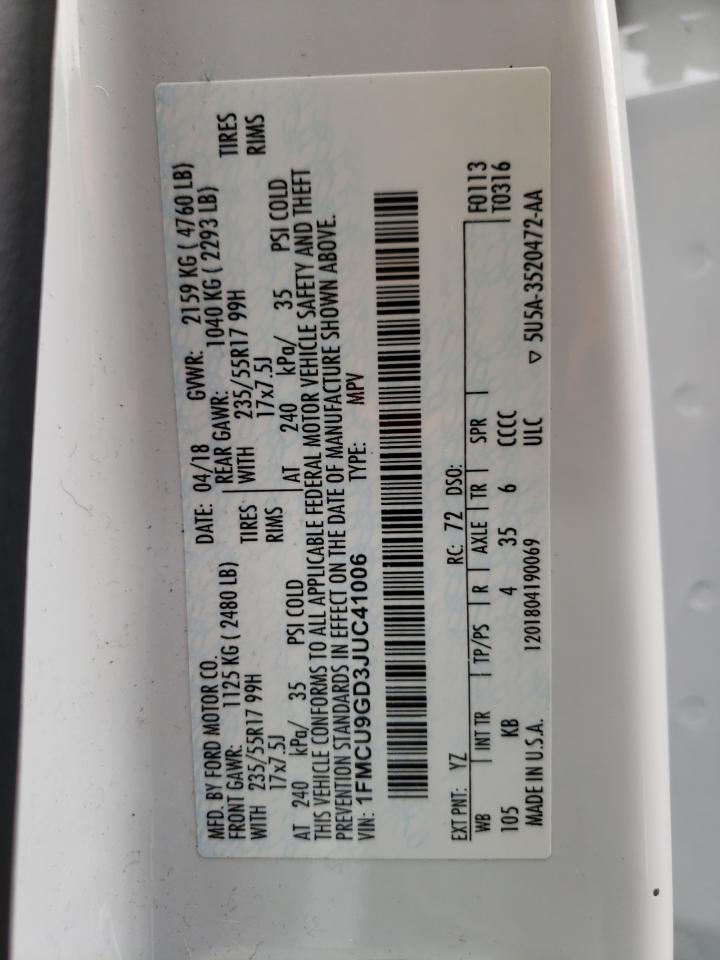 MFD. BY FORD MOTOR CO. DATE: 04/18 GVWR: 2159 KG ( 4760 LB)
FRONT GAWR: 1125 KG ( 2480 LB) REAR GAWR: 1040 KG ( 2293 LB)
WITH 235/55R17 99H TIRES WITH 235/55R17 99H TIRES
17x7.5J RIMS 17x7.5J RIMS
AT 240 kPa/ 35 PSI COLD AT 240 kPa/ 35 PSI COLD
THIS VEHICLE CONFORMS TO ALL APPLICABLE FEDERAL MOTOR VEHICLE SAFETY AND THEFT
PREVENTION STANDARDS IN EFFECT ON THE DATE OF MANUFACTURE SHOWN ABOVE.
VIN: 1FMCU9GD3JUC41006 TYPE: MPV
EXT PNT: YZ RC: 72 DSO:
WB INT TR TP/PS R AXLE TR SPR F0113
105 KB 4 35 6 CCCC T0316
MADE IN U.S.A. 1201804190069 ULC ▽ 5U5A-3520472-AA